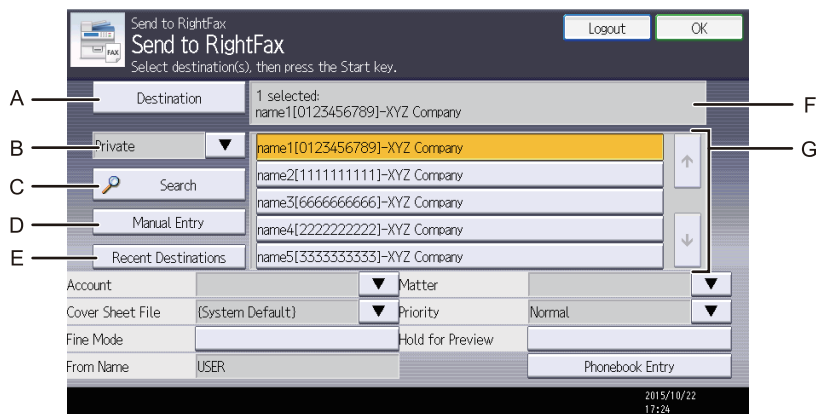 Send to RightFax
Send to RightFax
Select destination(s), then press the Start key.
Logout
OK
FAX
A
Destination
1 selected:
name1[0123456789]-XYZ Company
F
B
Private
name1[0123456789]-XYZ Company
G
C
Search
name2[1111111111]-XYZ Company
name3[6666666666]-XYZ Company
D
Manual Entry
name4[2222222222]-XYZ Company
E
Recent Destinations
name5[3333333333]-XYZ Company
Account
Matter
Cover Sheet File
(System Default)
Priority
Normal
Fine Mode
Hold for Preview
From Name
USER
Phonebook Entry
2015/10/22
17:24